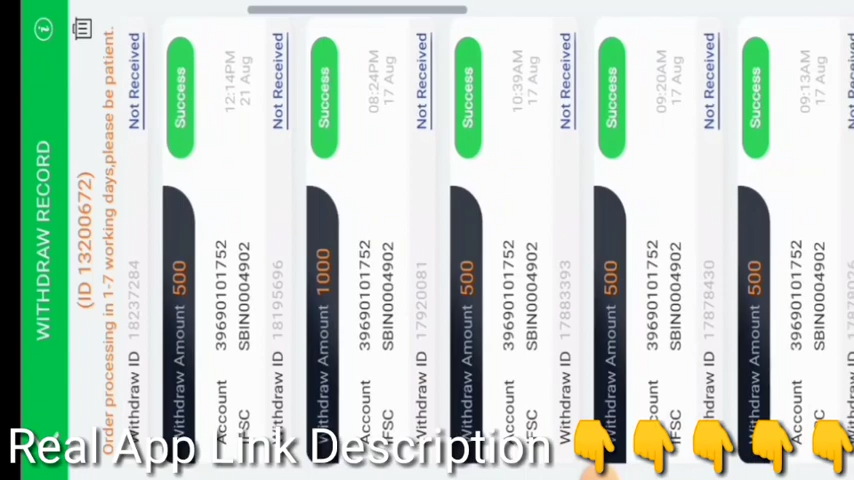 WITHDRAW RECORD
(ID 13200672)
Order processing in 1-7 working days,please be patient.
Withdraw ID 18237284 Not Received
Withdraw Amount 500 Success
Account 39690101752 12:14PM
IFSC SBIN0004902 21 Aug
Withdraw ID 18195696 Not Received
Withdraw Amount 1000 Success
Account 39690101752 08:24PM
IFSC SBIN0004902 17 Aug
Withdraw ID 17920081 Not Received
Withdraw Amount 500 Success
Account 39690101752 10:39AM
IFSC SBIN0004902 17 Aug
Withdraw ID 17883393 Not Received
Withdraw Amount 500 Success
Account 39690101752 09:20AM
IFSC SBIN0004902 17 Aug
Withdraw ID 17878430 Not Received
Withdraw Amount 500 Success
Account 39690101752 09:13AM
SBIN0004902 17 Aug
Not Received
Real App Link Description 👇👇👇👇👇